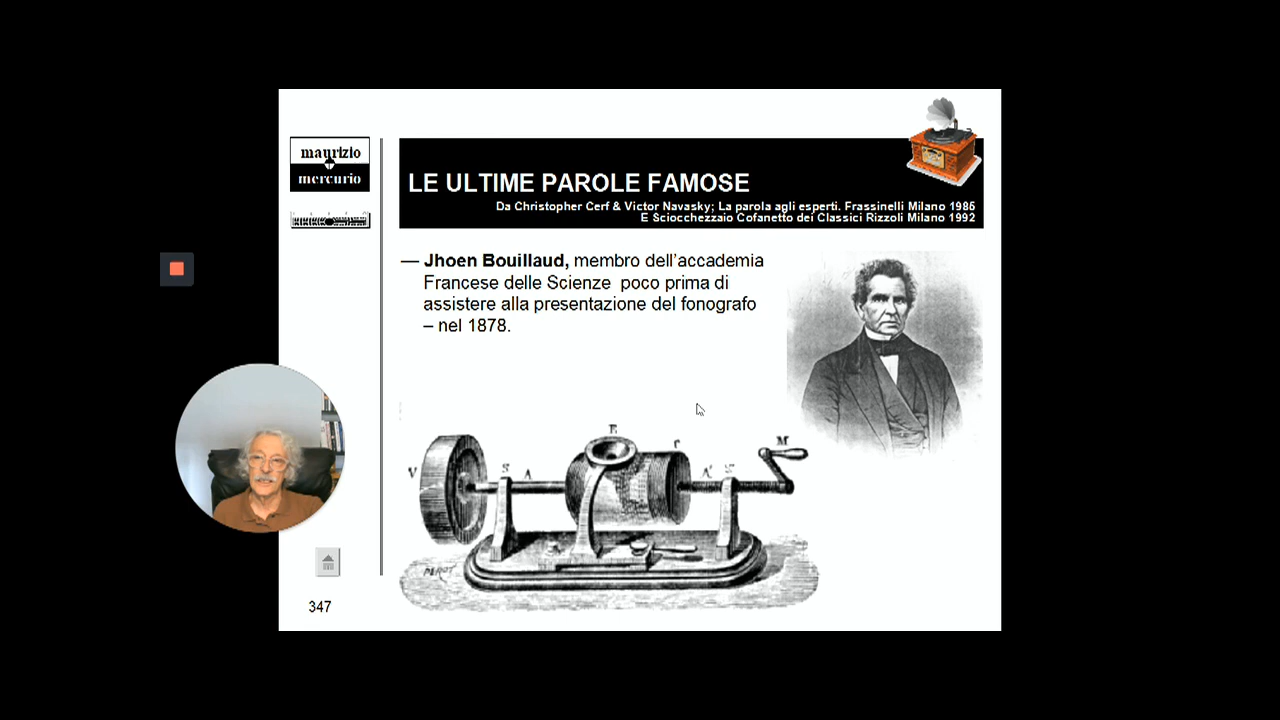 maurizio
mercurio
LE ULTIME PAROLE FAMOSE
Da Christopher Cerf & Victor Navasky; La parola agli esperti. Frassinelli Milano 1985
E Sciocchezzaio Cofanetto dei Classici Rizzoli Milano 1992
— Jhoen Bouillaud, membro dell'accademia
Francese delle Scienze poco prima di
assistere alla presentazione del fonografo
– nel 1878.
E
M
V
S
A
A'
S'
347